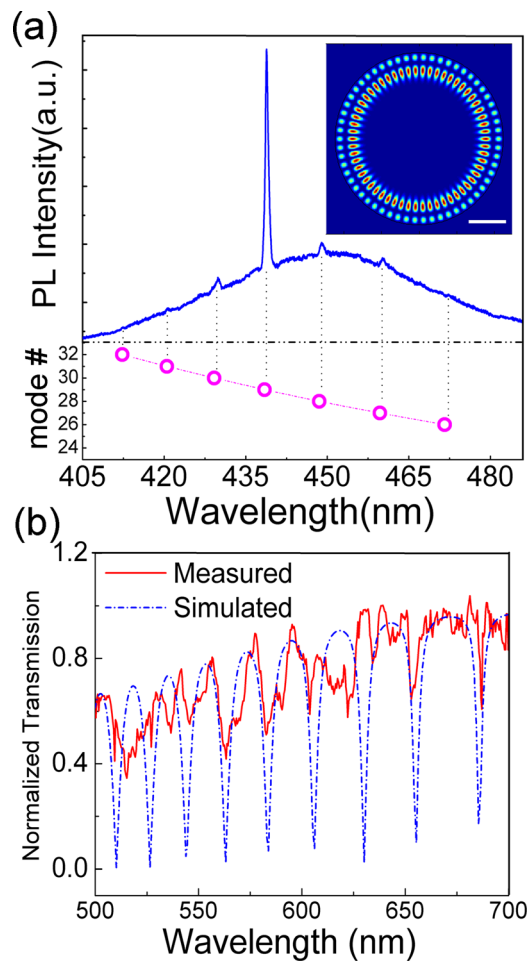 (a)
PL Intensity(a.u.)
mode #
32
30
28
26
24
405 420 435 450 465 480
Wavelength(nm)
(b)
Normalized Transmission
1.2
0.8
0.4
0.0
Measured
Simulated
500 550 600 650 700
Wavelength (nm)